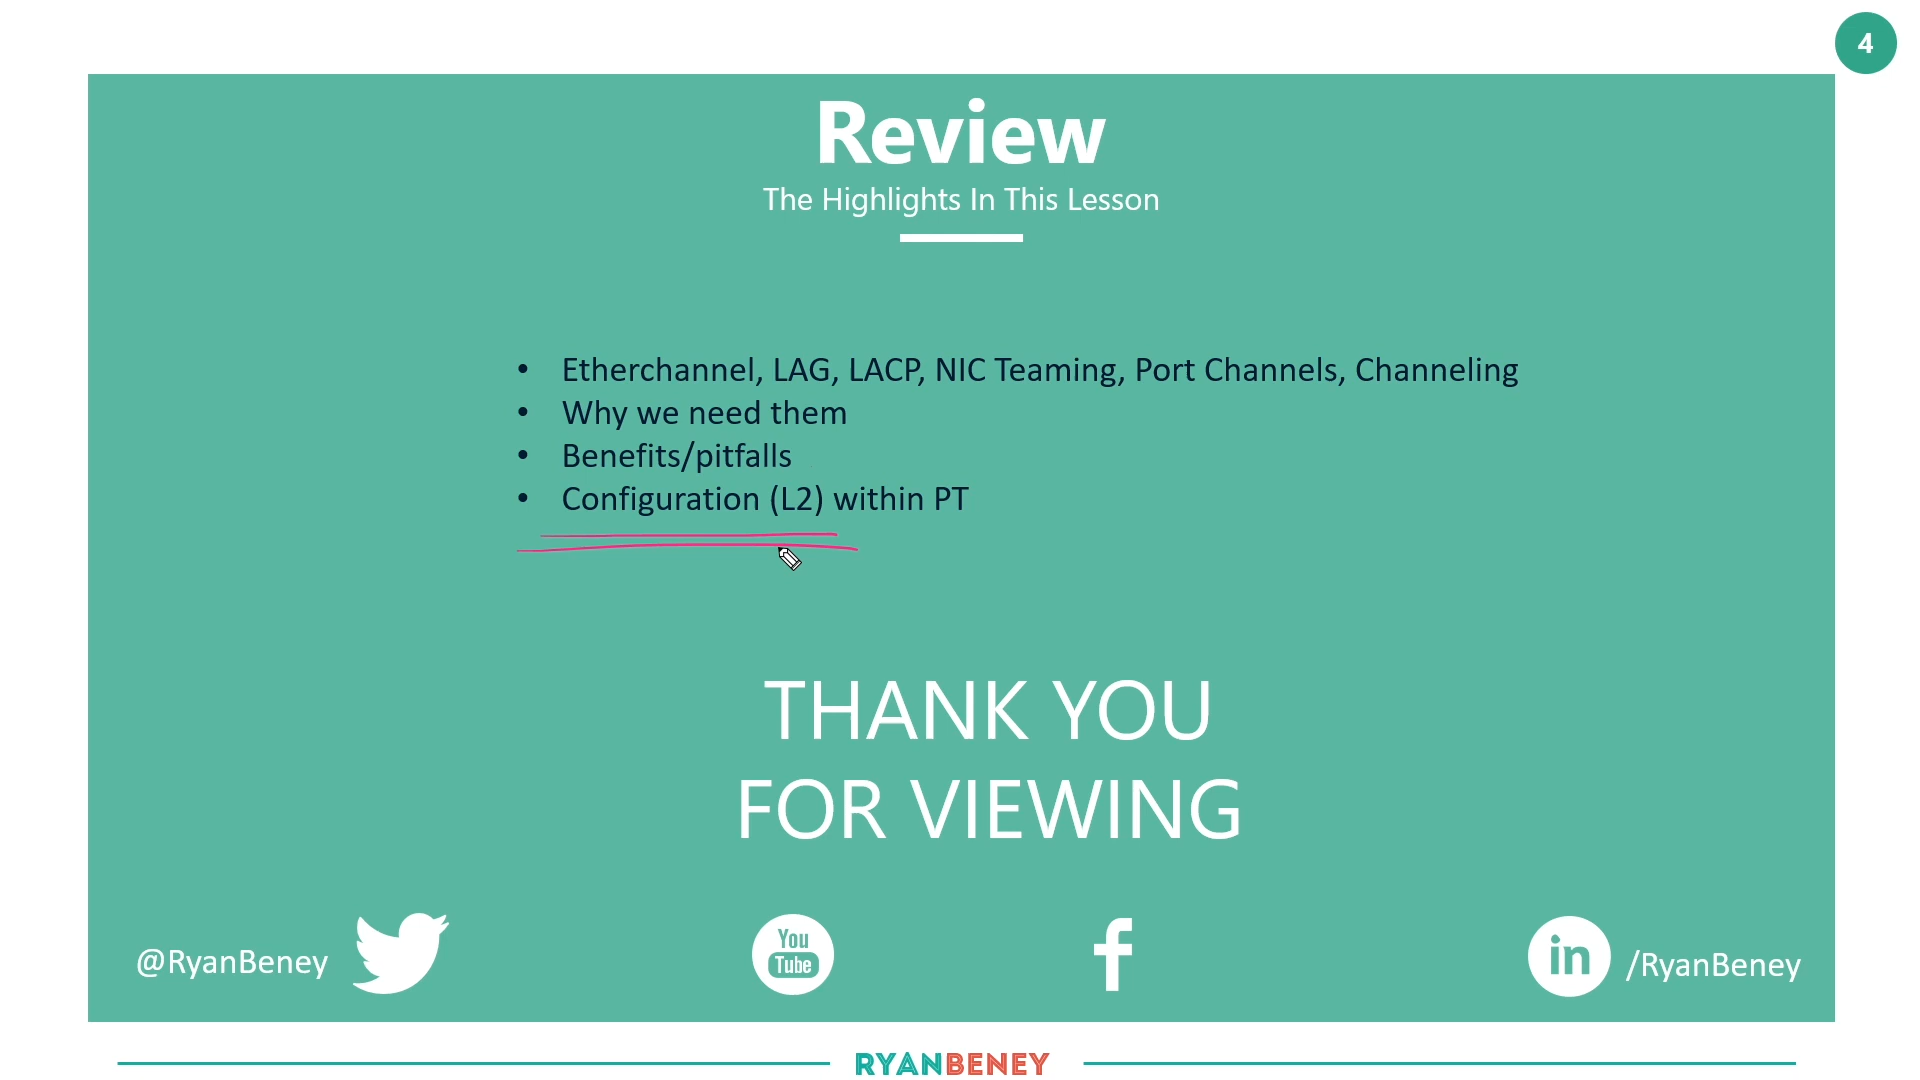 4
Review
The Highlights In This Lesson
• Etherchannel, LAG, LACP, NIC Teaming, Port Channels, Channeling
• Why we need them
• Benefits/pitfalls
• Configuration (L2) within PT
THANK YOU
FOR VIEWING
@RyanBeney
You
Tube
f
in
/RyanBeney
RYANBENEY